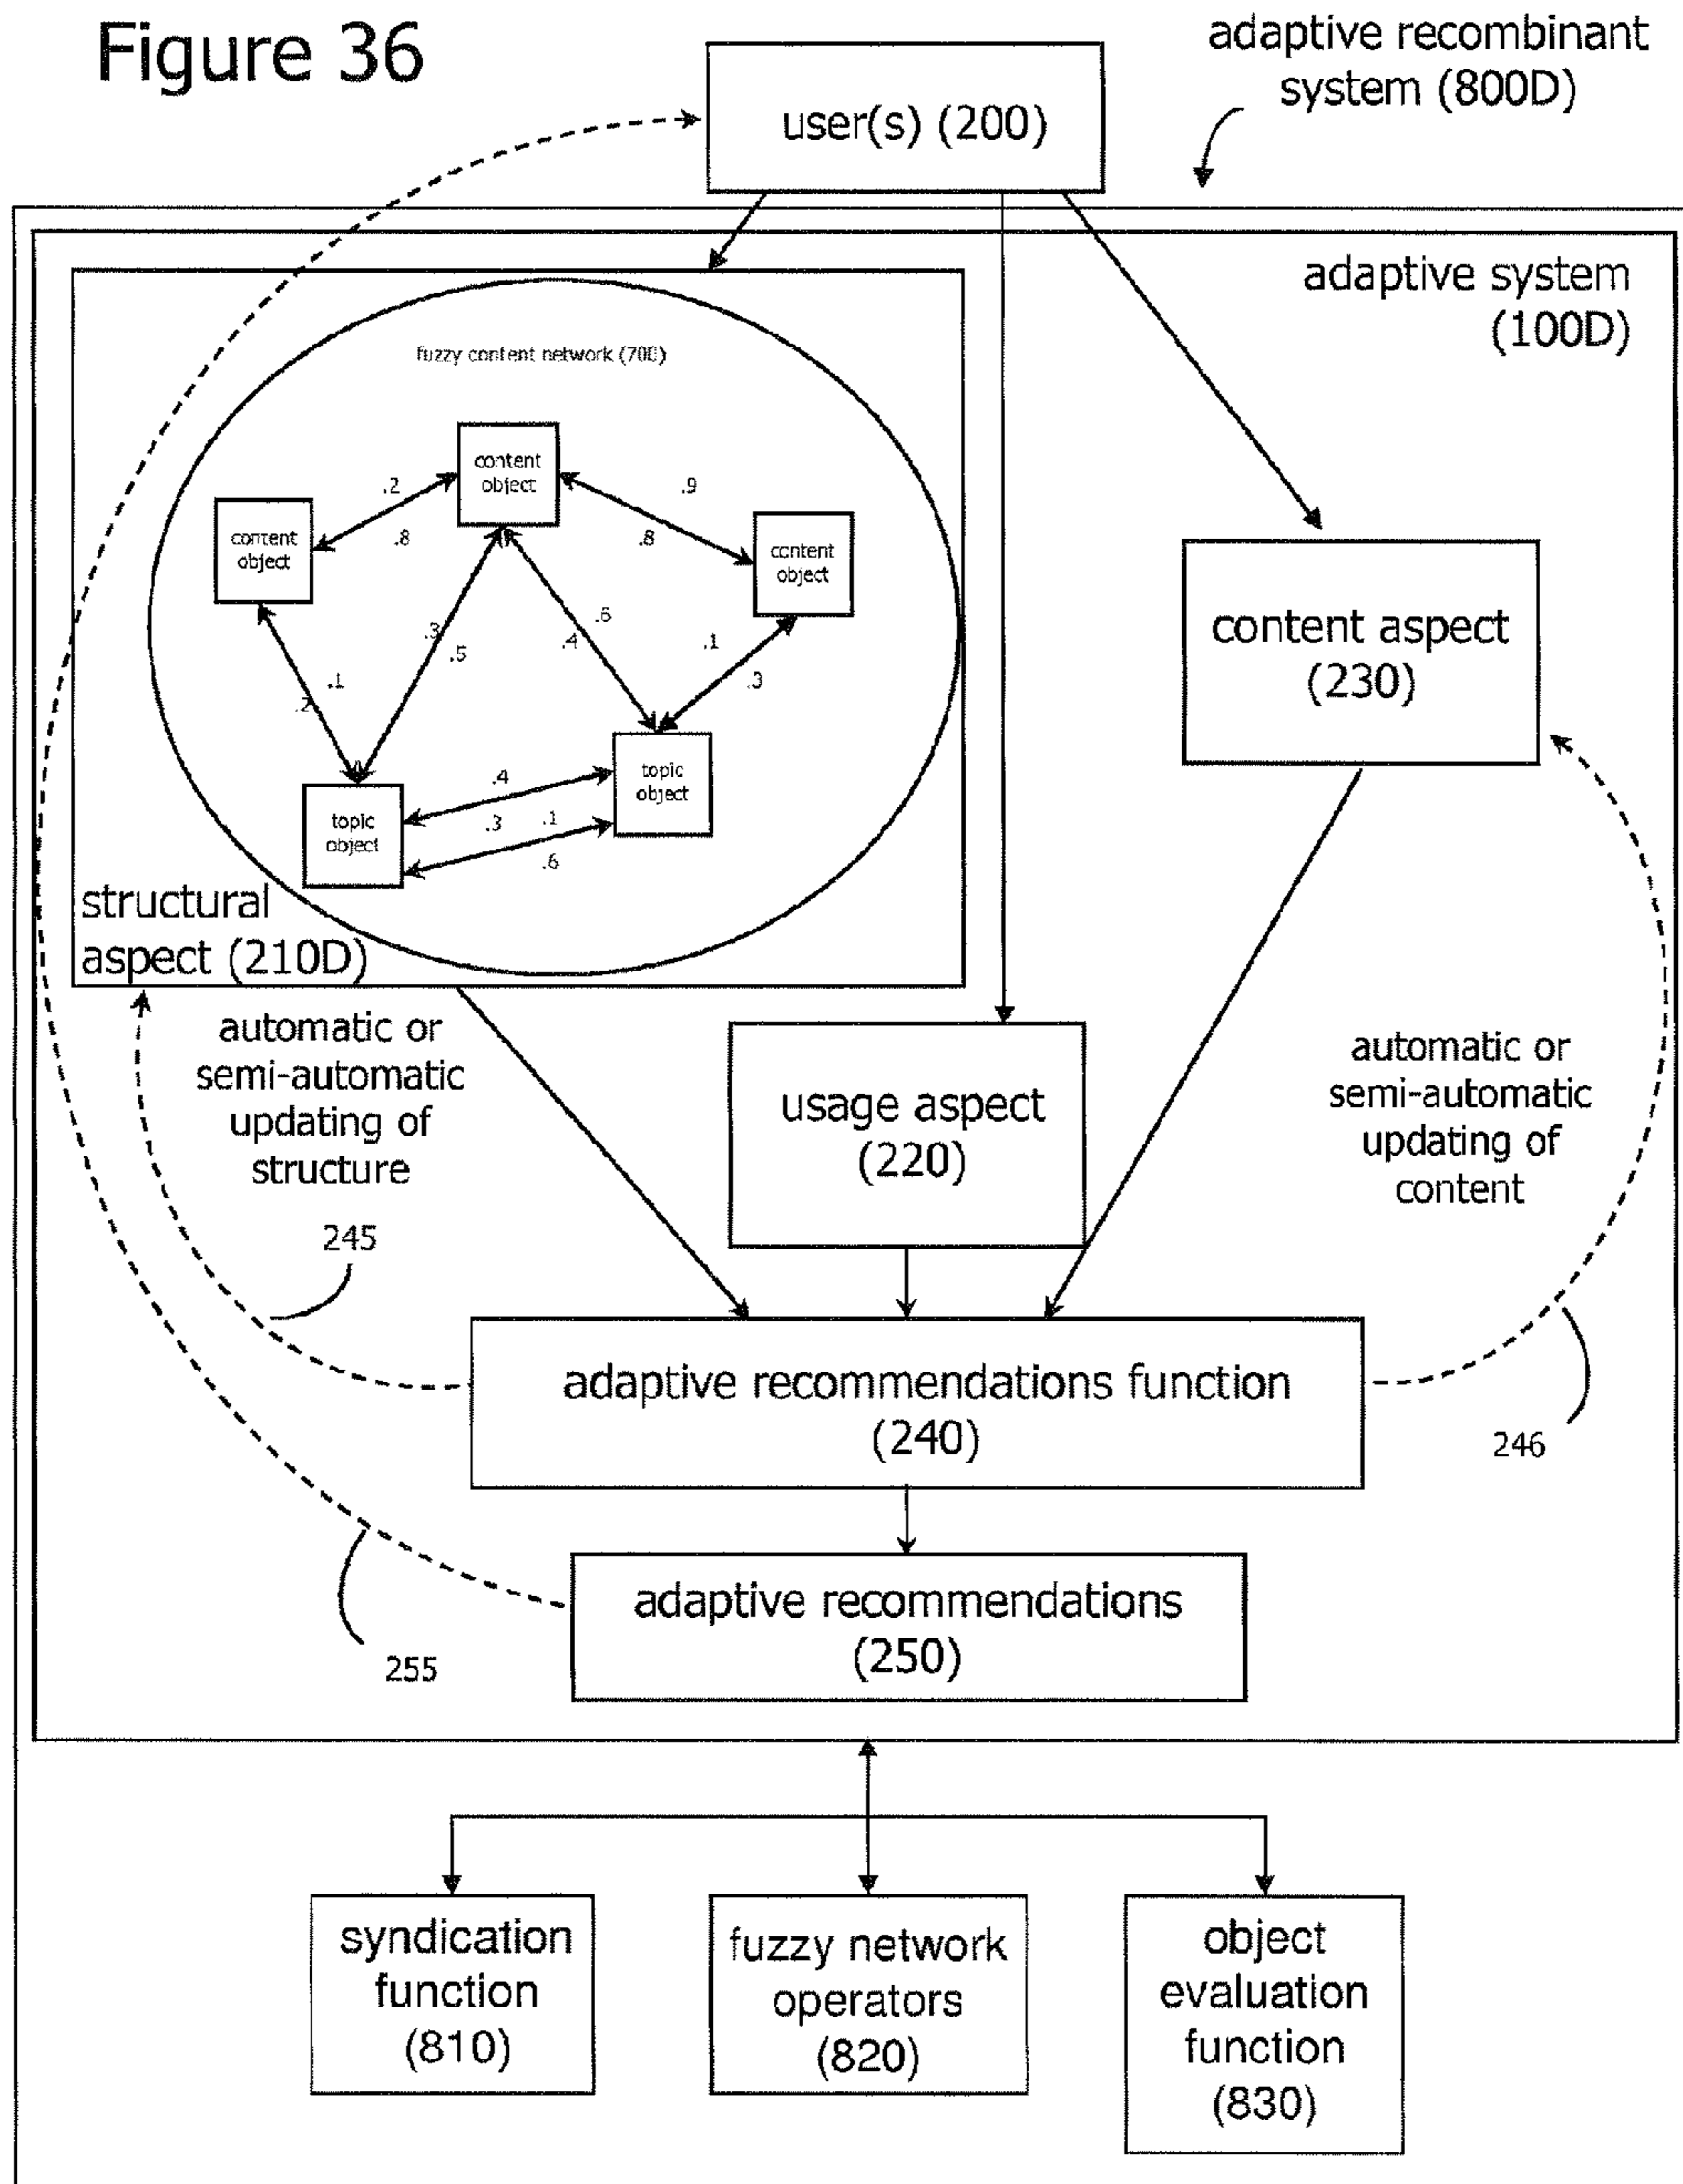 Figure 36
adaptive recombinant
system (800D)
user(s) (200)
adaptive system
(100D)
fuzzy content network (700)
content
object
.2
.9
content
object
.8
.8
content
object
content aspect
(230)
.3
.5
.6
.4
.1
.3
.1
.2
topic
object
.4
.3
.1
.6
topic
object
structural
aspect (210D)
automatic or
semi-automatic
updating of
structure
usage aspect
(220)
automatic or
semi-automatic
updating of
content
245
adaptive recommendations function
(240)
246
adaptive recommendations
(250)
255
syndication
function
(810)
fuzzy network
operators
(820)
object
evaluation
function
(830)